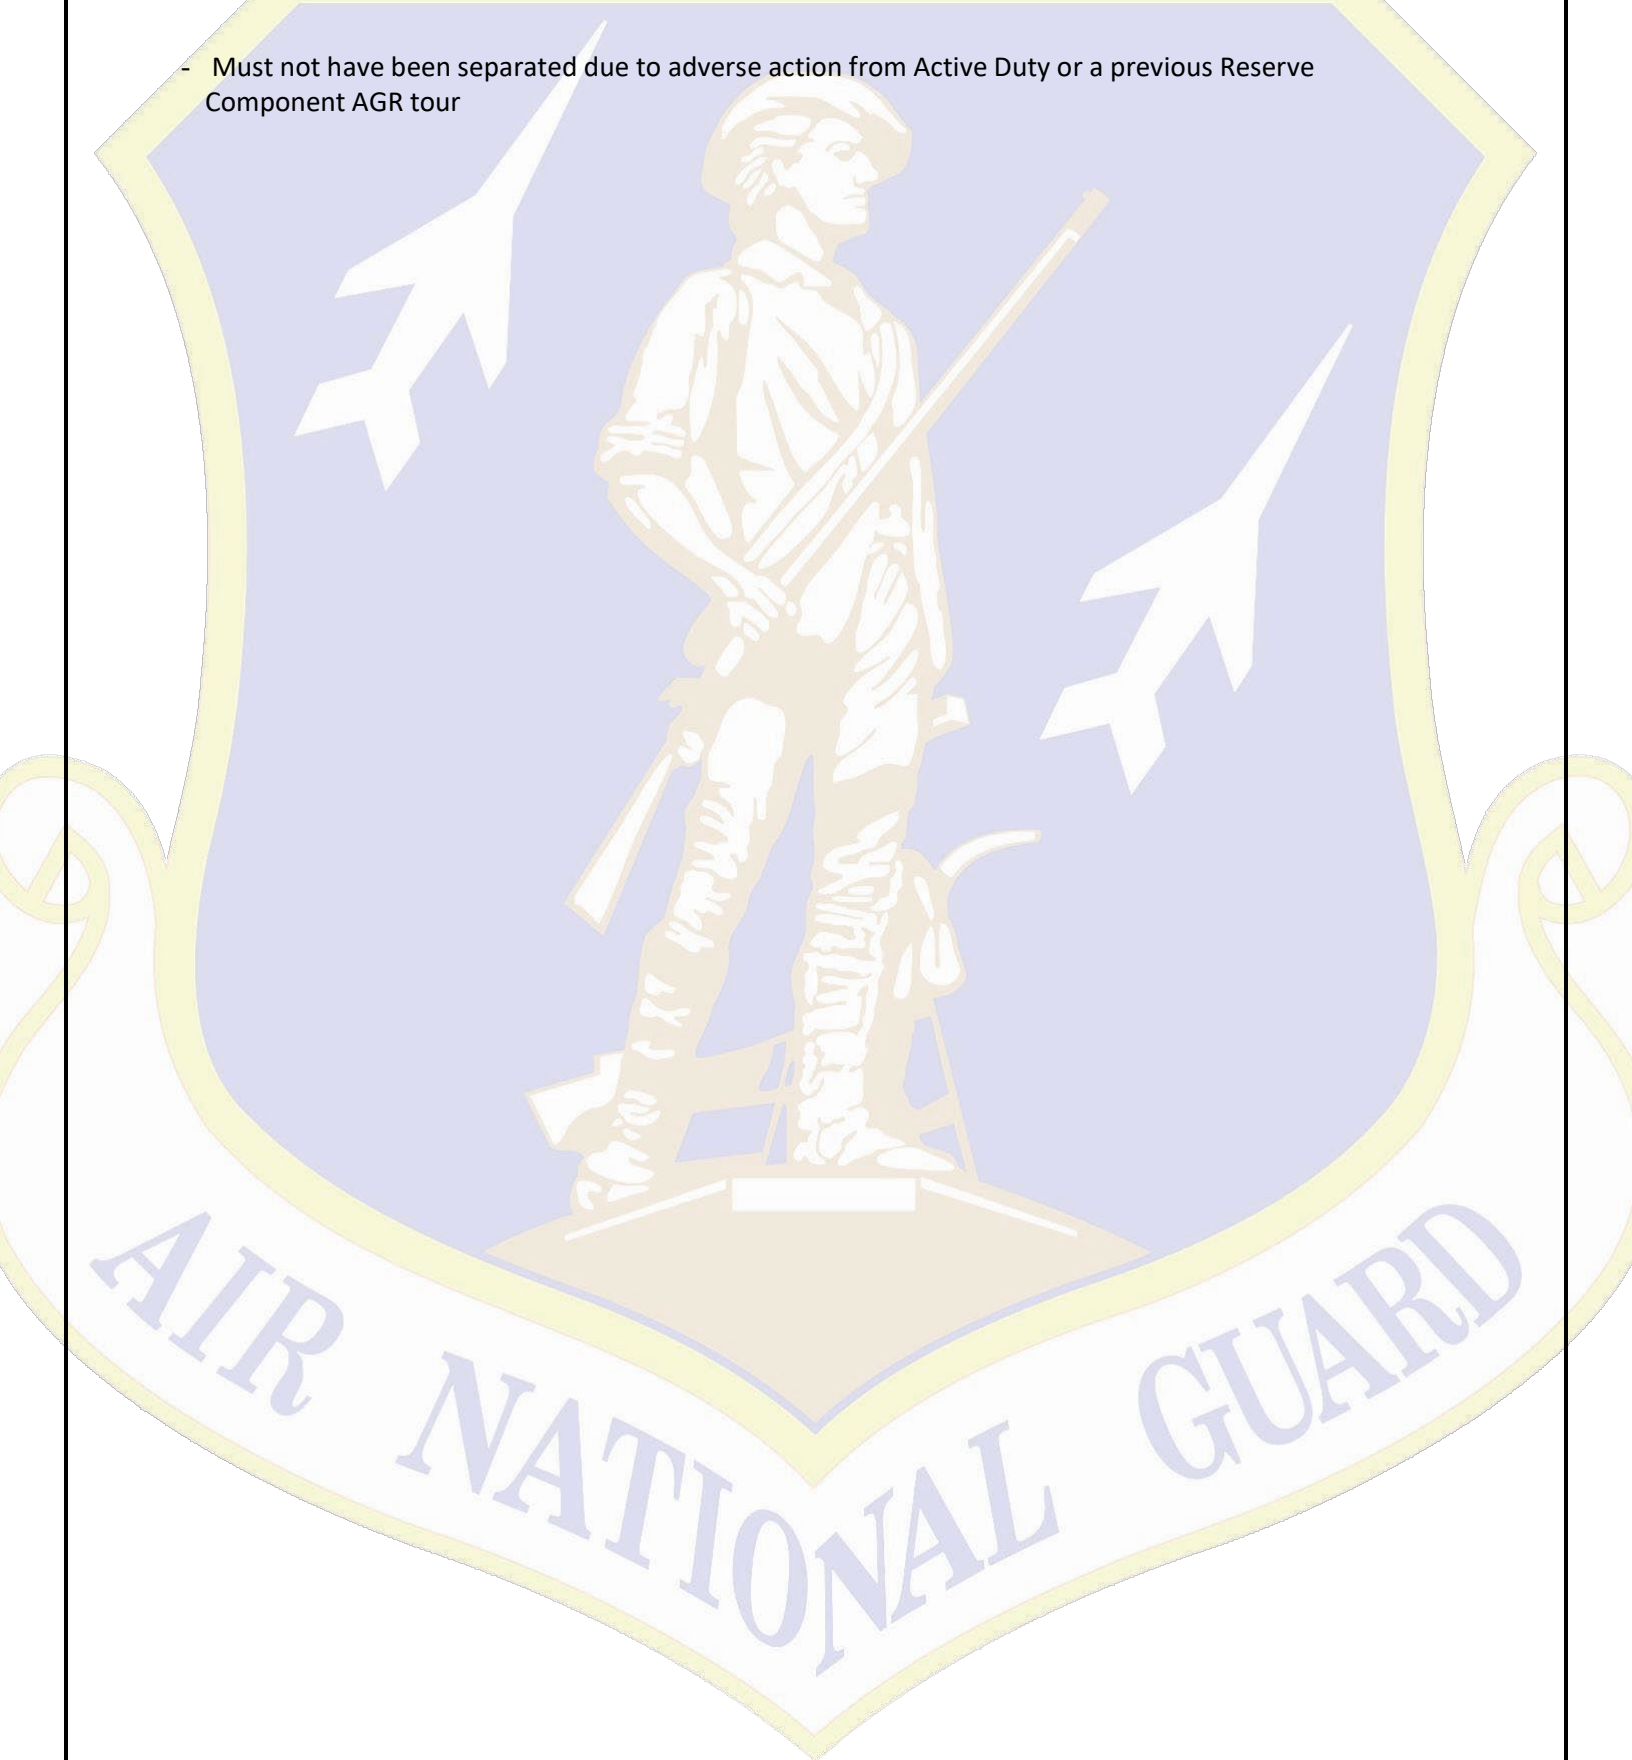 - Must not have been separated due to adverse action from Active Duty or a previous Reserve
Component AGR tour
AIR NATIONAL GUARD